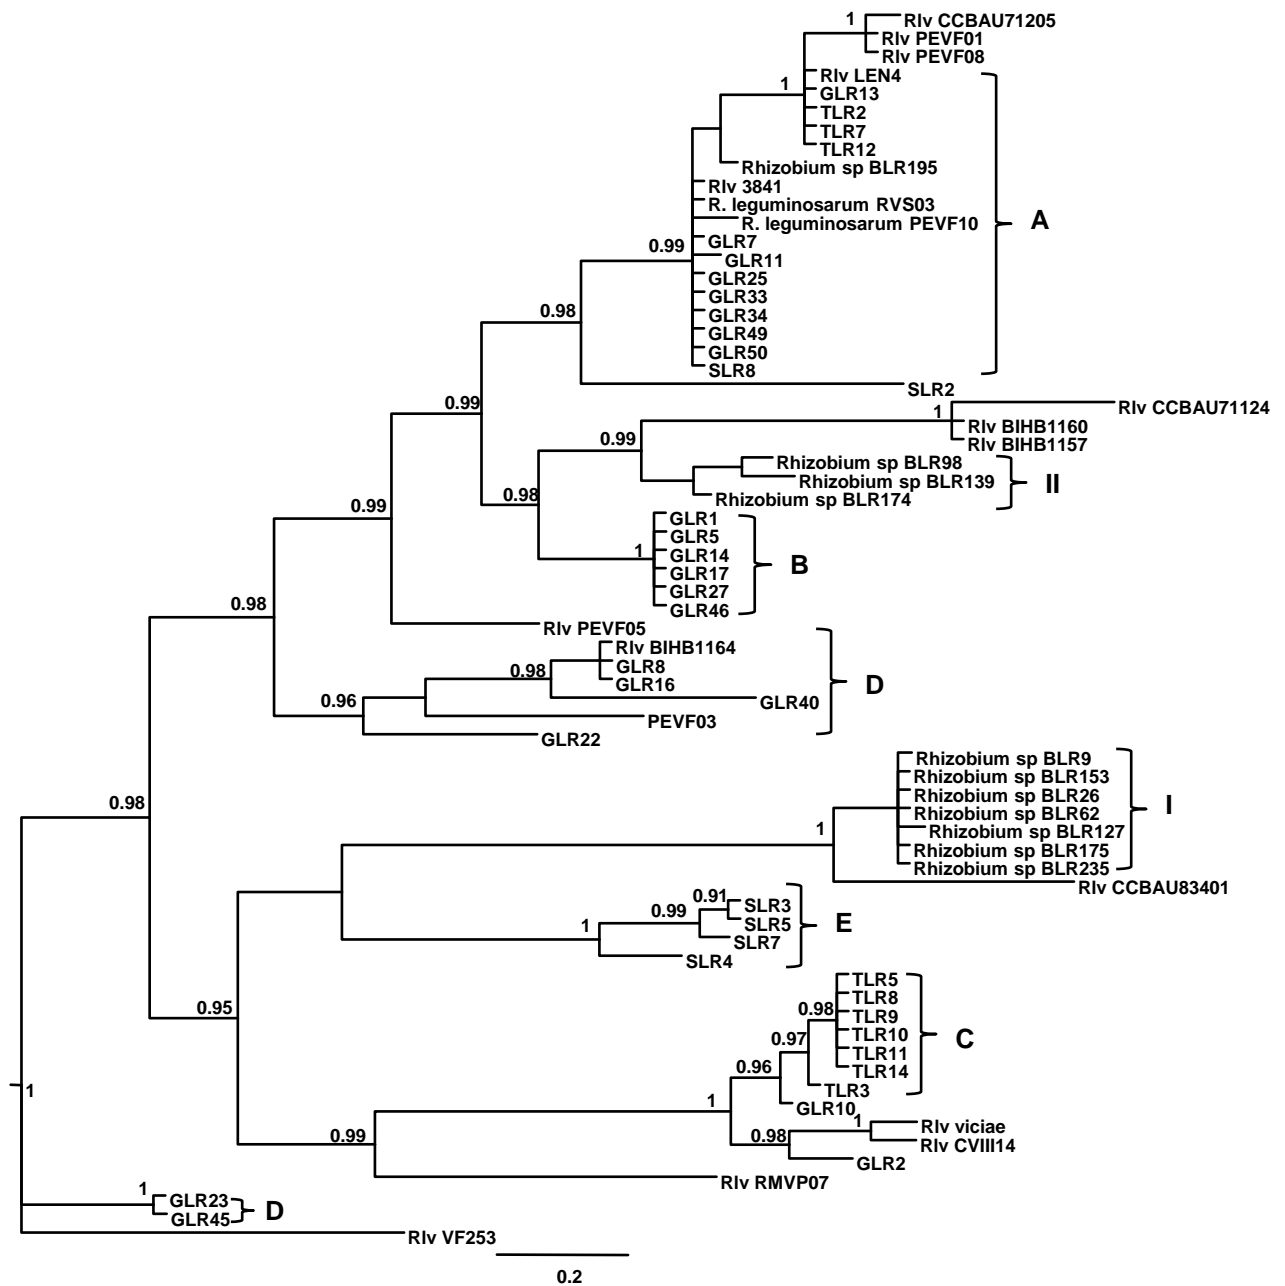 1
Rlv CCBAU71205
Rlv PEVF01
Rlv PEVF08
1
Rlv LEN4
GLR13
TLR2
TLR7
TLR12
Rhizobium sp BLR195
Rlv 3841
R. leguminosarum RVS03
R. leguminosarum PEVF10
A
0.99
GLR7
GLR11
GLR25
GLR33
0.98
GLR34
GLR49
GLR50
SLR8
SLR2
0.99
Rlv CCBAU71124
1
Rlv BIHB1160
0.99
Rlv BIHB1157
Rhizobium sp BLR98
Rhizobium sp BLR139
II
0.98
Rhizobium sp BLR174
0.99
GLR1
GLR5
1
GLR14
B
GLR17
GLR27
0.98
GLR46
Rlv PEVF05
Rlv BIHB1164
0.98
GLR8
GLR16
D
0.96
GLR40
PEVF03
GLR22
Rhizobium sp BLR9
Rhizobium sp BLR153
Rhizobium sp BLR26
0.98
Rhizobium sp BLR62
I
1
Rhizobium sp BLR127
Rhizobium sp BLR175
Rhizobium sp BLR235
Rlv CCBAU83401
0.91
SLR3
0.99
SLR5
E
1
SLR7
SLR4
TLR5
TLR8
0.95
0.98
TLR9
TLR10
C
0.97
TLR11
0.96
TLR14
1
TLR3
1
GLR10
1
Rlv viciae
0.99
0.98
Rlv CVIII14
GLR2
Rlv RMVP07
1
GLR23
D
GLR45
Rlv VF253
0.2